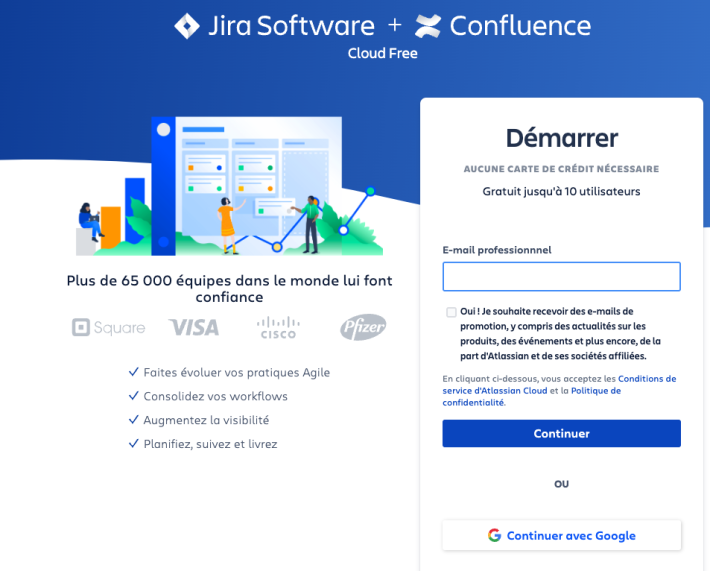 Jira Software + Confluence
Cloud Free
Plus de 65 000 équipes dans le monde lui font
confiance
Square
VISA
CISCO
Pfizer
Faites évoluer vos pratiques Agile
Consolidez vos workflows
Augmentez la visibilité
Planifiez, suivez et livrez
Démarrer
AUCUNE CARTE DE CRÉDIT NÉCESSAIRE
Gratuit jusqu'à 10 utilisateurs
E-mail professionnnel
Oui ! Je souhaite recevoir des e-mails de
promotion, y compris des actualités sur les
produits, des événements et plus encore, de la
part d'Atlassian et de ses sociétés affiliées.
En cliquant ci-dessous, vous acceptez les Conditions de
service d'Atlassian Cloud et la Politique de
confidentialité.
Continuer
OU
Continuer avec Google